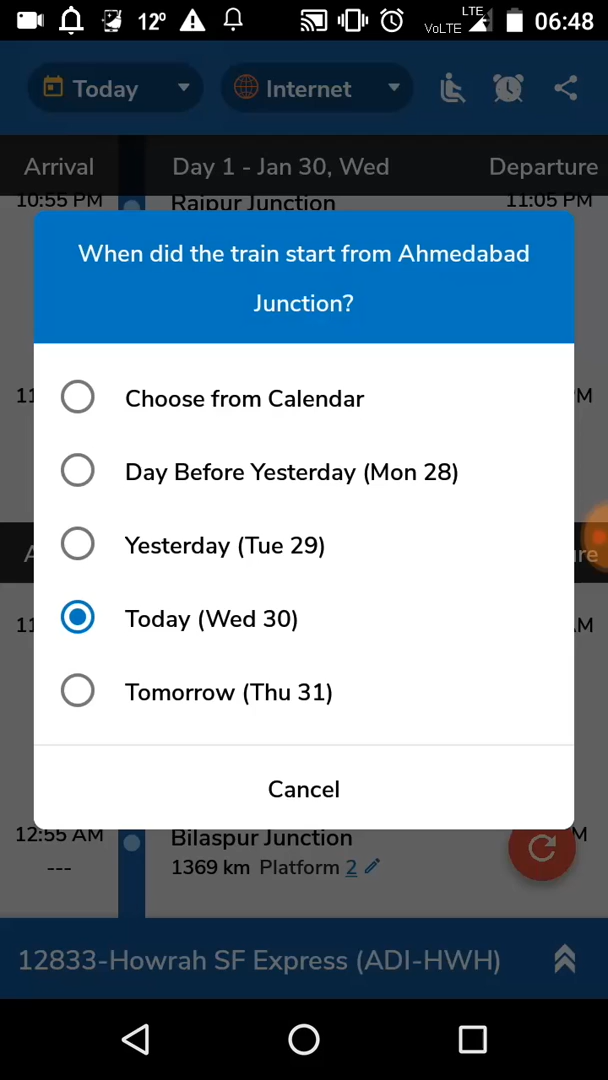 12º VoLTE LTE 06:48
Today Internet
Arrival Day 1 - Jan 30, Wed Departure
10:55 PM Raipur Junction 11:05 PM
When did the train start from Ahmedabad
Junction?
Choose from Calendar
Day Before Yesterday (Mon 28)
Yesterday (Tue 29)
Today (Wed 30)
Tomorrow (Thu 31)
Cancel
12:55 AM Bilaspur Junction
--- 1369 km Platform 2
12833-Howrah SF Express (ADI-HWH)